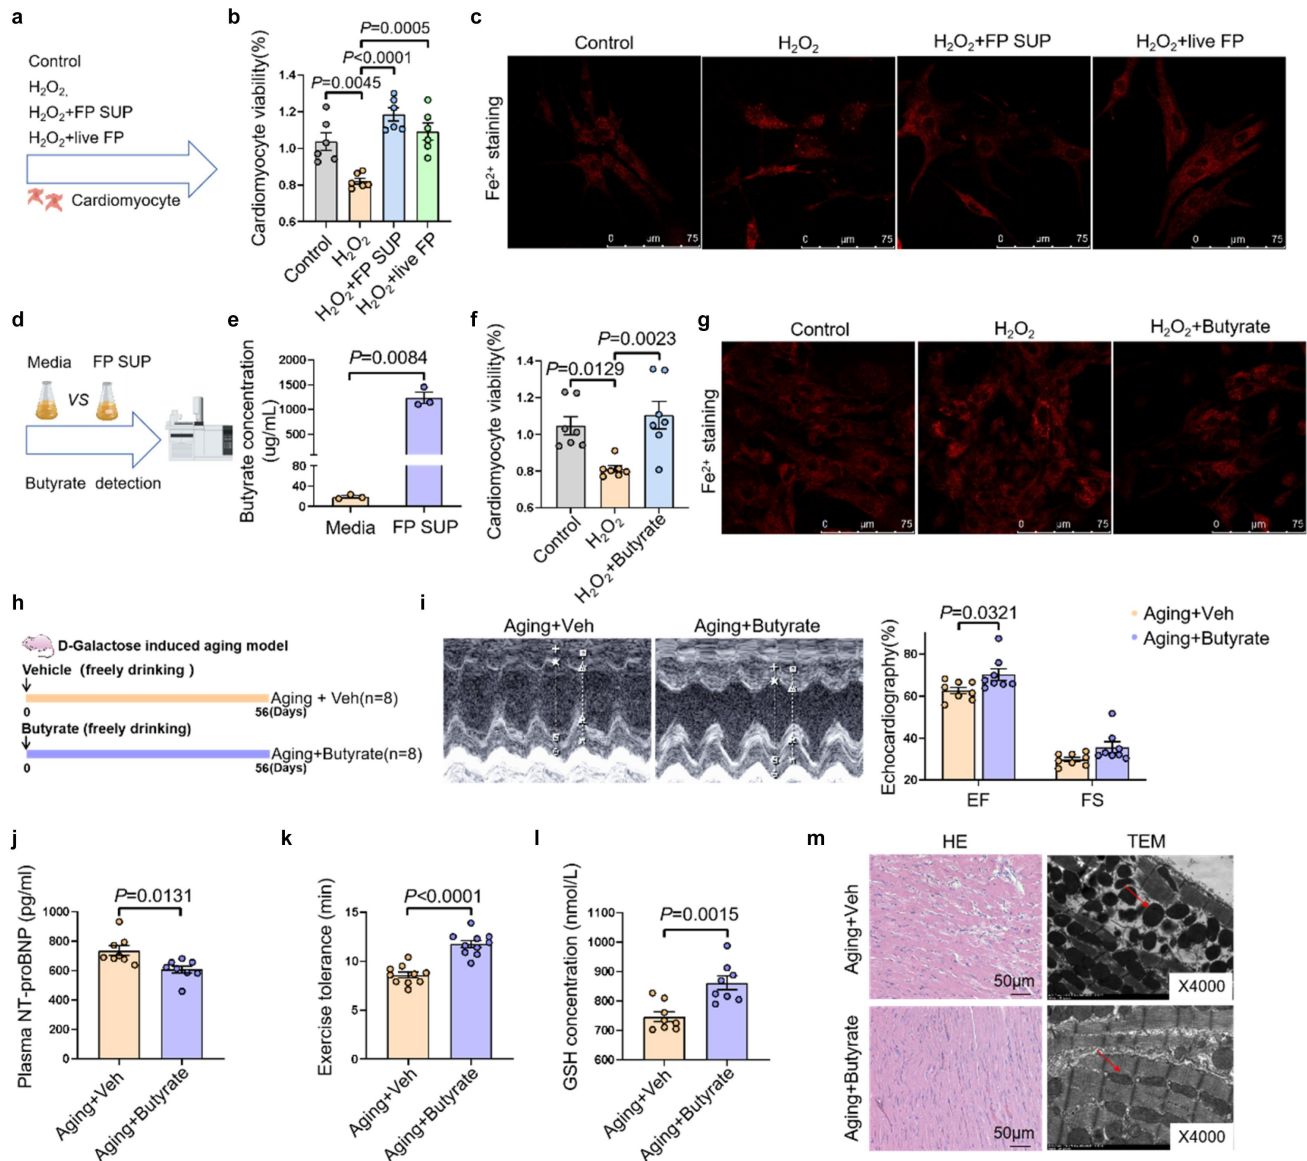 a
Control
H₂O₂,
H₂O₂+FP SUP
H₂O₂+live FP
Cardiomyocyte
b
P=0.0005
P<0.0001
P=0.0045
Cardiomyocyte viability(%)
1.4
1.2
1.0
0.8
0.6
Control
H₂O₂
H₂O₂+FP SUP
H₂O₂+live FP
c
Control
H₂O₂
H₂O₂+FP SUP
H₂O₂+live FP
Fe²⁺ staining
0 µm 75
0 µm 75
0 µm 75
0 µm 75
d
Media
FP SUP
VS
Butyrate detection
e
P=0.0084
Butyrate concentration
(ug/mL)
2000
1500
1000
500
80
40
0
Media
FP SUP
f
P=0.0023
P=0.0129
Cardiomyocyte viability(%)
1.4
1.2
1.0
0.8
0.6
Control
H₂O₂
H₂O₂+Butyrate
g
Control
H₂O₂
H₂O₂+Butyrate
Fe²⁺ staining
0 µm 75
0 µm 75
0 µm 75
h
D-Galactose induced aging model
Vehicle (freely drinking )
Aging + Veh(n=8)
0
56(Days)
Butyrate (freely drinking)
Aging+Butyrate(n=8)
0
56(Days)
i
Aging+Veh
Aging+Butyrate
P=0.0321
Aging+Veh
Aging+Butyrate
Echocardiography(%)
80
60
40
20
EF
FS
j
P=0.0131
Plasma NT-proBNP (pg/ml)
1000
800
600
400
200
0
Aging+Veh
Aging+Butyrate
k
P<0.0001
Exercise tolerance (min)
15
10
5
0
Aging+Veh
Aging+Butyrate
l
P=0.0015
GSH concentration (nmol/L)
1100
1000
900
800
700
600
Aging+Veh
Aging+Butyrate
m
HE
TEM
Aging+Veh
50µm
X4000
Aging+Butyrate
50µm
X4000